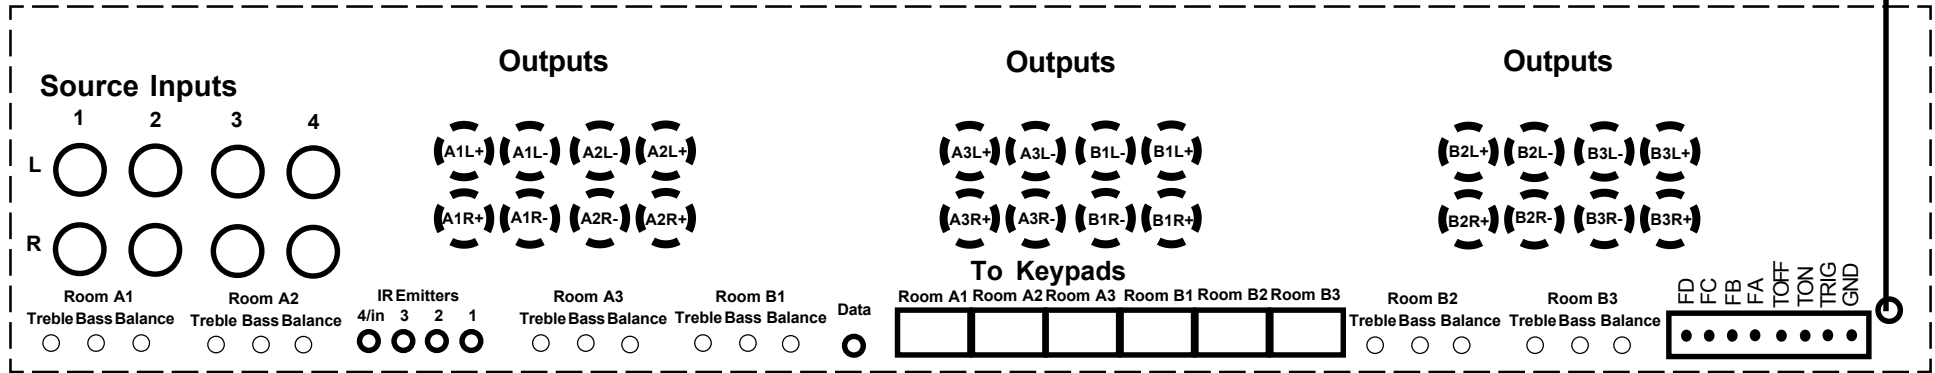 Outputs
Outputs
Outputs
Source Inputs
1 2 3 4
L
R
A1L+ A1L- A2L- A2L+
A1R+ A1R- A2R- A2R+
A3L+ A3L- B1L- B1L+
A3R+ A3R- B1R- B1R+
B2L+ B2L- B3L- B3L+
B2R+ B2R- B3R- B3R+
To Keypads
Room A1 Room A2 Room A3 Room B1 Room B2 Room B3
Room A1
Treble Bass Balance
Room A2
Treble Bass Balance
IR Emitters
4/in 3 2 1
Room A3
Treble Bass Balance
Room B1
Treble Bass Balance
Data
Room B2
Treble Bass Balance
Room B3
Treble Bass Balance
FD
FC
FB
FA
TOFF
TON
TRIG
GND